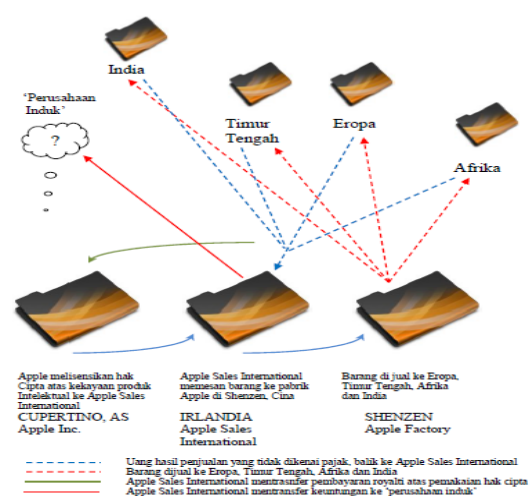 India
'Perusahaan
Induk'
?
Timur
Tengah
Eropa
Afrika
Apple melisensikan hak
Cipta atas kekayaan produk
Intelektual ke Apple Sales
International
CUPERTINO, AS
Apple Inc.
Apple Sales International
memesan barang ke pabrik
Apple di Shenzen, Cina
IRLANDIA
Apple Sales
International
Barang di jual ke Eropa,
Timur Tengah, Afrika
dan India
SHENZEN
Apple Factory
Uang hasil penjualan yang tidak dikenai pajak, balik ke Apple Sales International
Barang dijual ke Eropa, Timur Tengah, Afrika dan India
Apple Sales International mentrasnfer pembayaran royalti atas pemakaian hak cipta
Apple Sales International mentransfer keuntungan ke 'perusahaan induk'